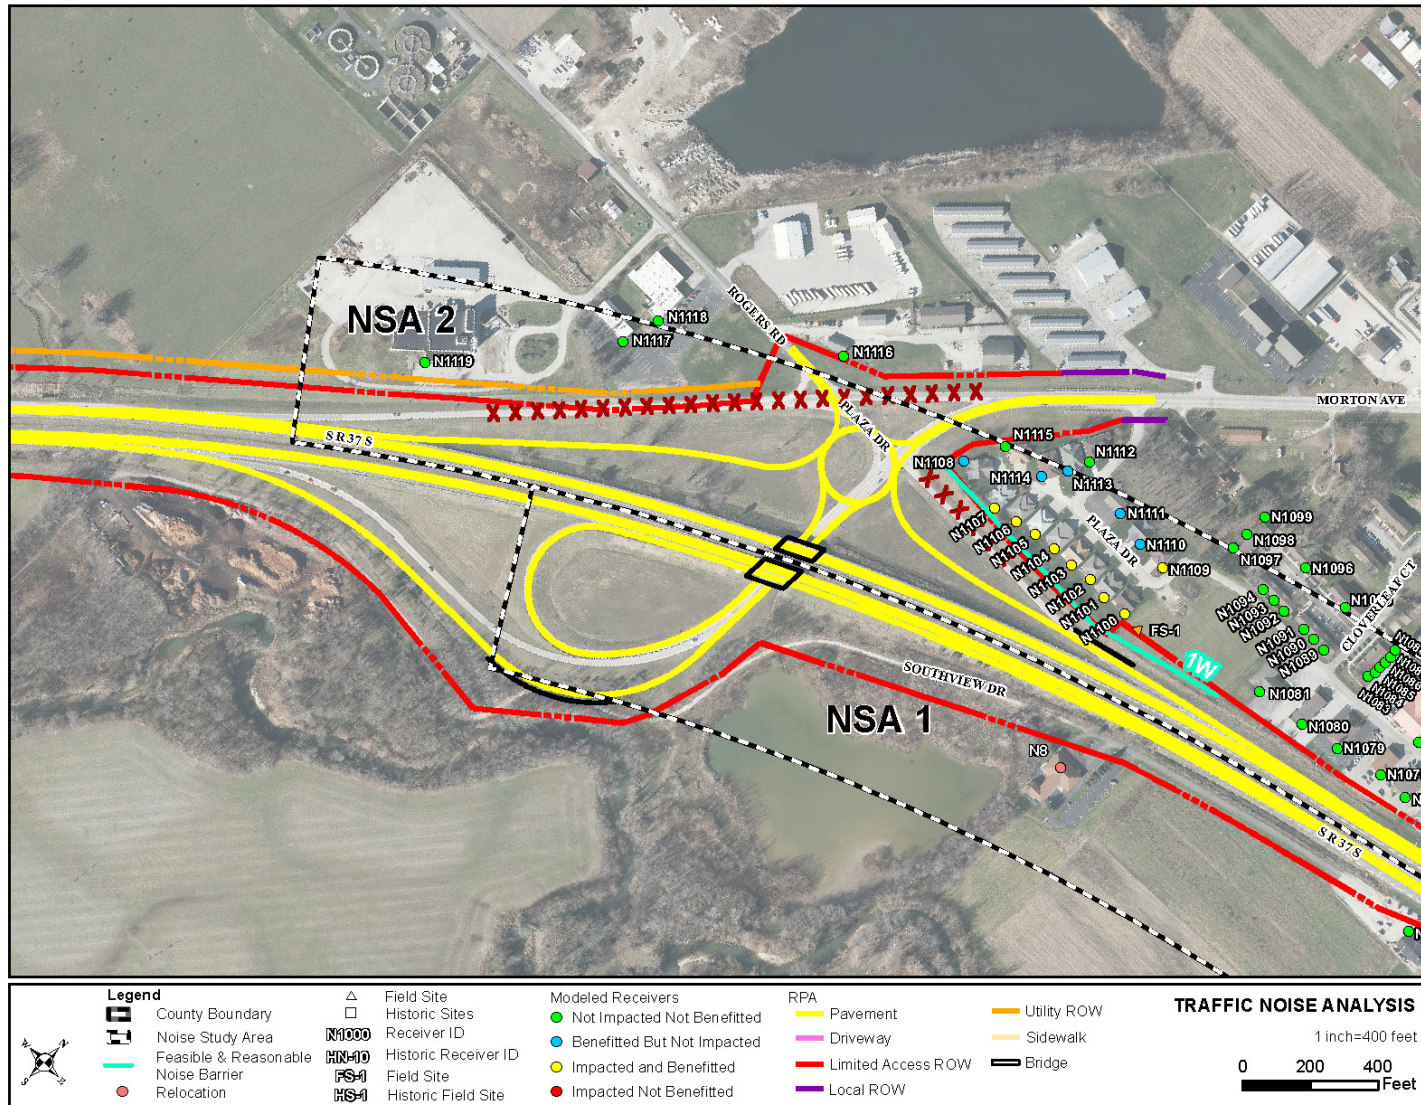 NSA 2
N1118
N1117
N1119
ROGERS RD
N1116
PLAZA DR
MORTON AVE
SR 37 S
N1115
N1108
N1112
N1114
N1113
N1107
N1106
N1105
N1104
N1103
N1102
N1101
N1100
N1111
PLAZA DR
N1110
N1109
FS-1
1W
N1099
N1098
N1097
N1096
N1094
N1093
N1092
N1091
N1090
N1089
CLOVERLEAF CT
N1086
N1085
N1084
N1083
N1081
N1080
N1079
SOUTHVIEW DR
NSA 1
N8
SR 37 S
Legend
County Boundary
Noise Study Area
Feasible & Reasonable
Noise Barrier
Relocation
Field Site
Historic Sites
N1000 Receiver ID
HN-10 Historic Receiver ID
FS-1 Field Site
HS-1 Historic Field Site
Modeled Receivers
Not Impacted Not Benefitted
Benefitted But Not Impacted
Impacted and Benefitted
Impacted Not Benefitted
RPA
Pavement
Driveway
Limited Access ROW
Local ROW
Utility ROW
Sidewalk
Bridge
TRAFFIC NOISE ANALYSIS
1 inch=400 feet
0 200 400
Feet